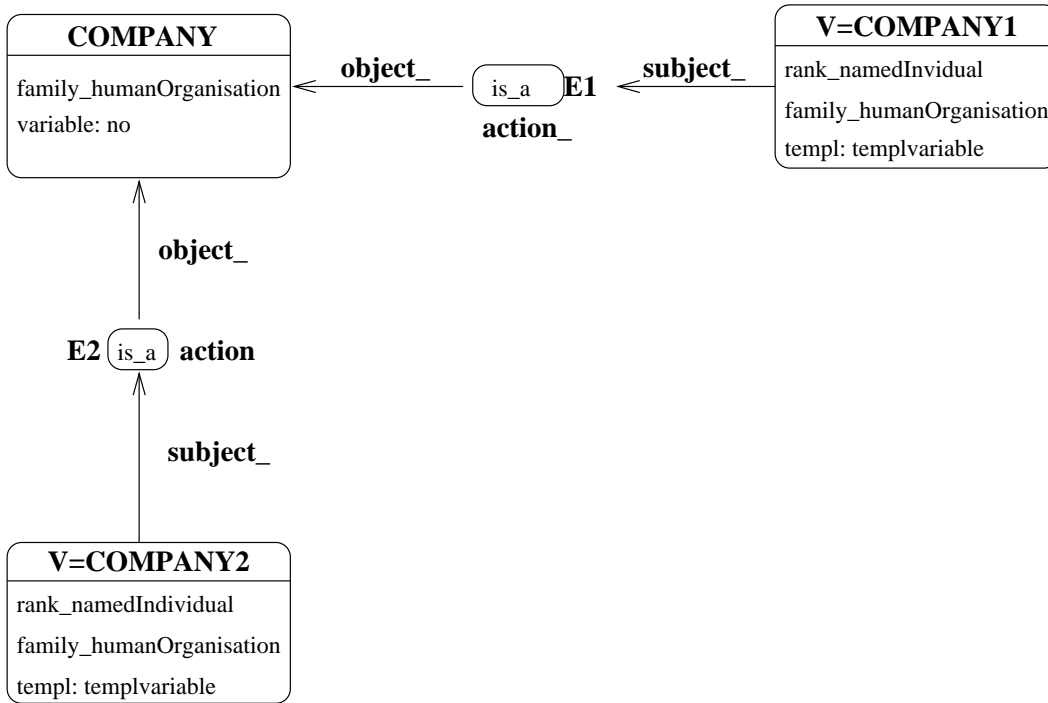 COMPANY
family_humanOrganisation
variable: no
object_
is_a
E1
action_
subject_
V=COMPANY1
rank_namedInvidual
family_humanOrganisation
templ: templvariable
object_
E2
is_a
action
subject_
V=COMPANY2
rank_namedIndividual
family_humanOrganisation
templ: templvariable